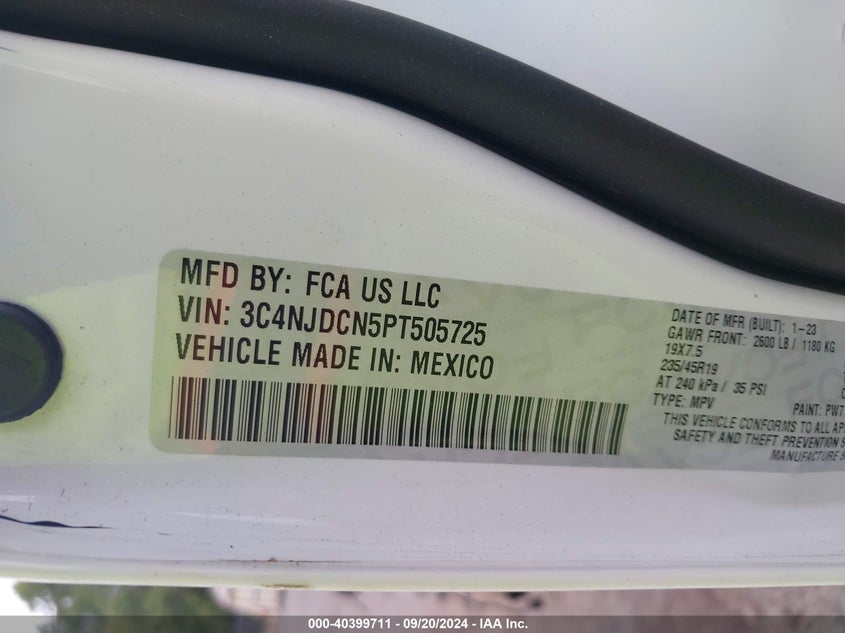 MFD BY: FCA US LLC
VIN: 3C4NJDCN5PT505725
VEHICLE MADE IN: MEXICO
DATE OF MFR (BUILT): 1-23
GAWR FRONT: 2600 LB / 1180 KG
19X7.5
235/45R19
AT 240 kPa / 35 PSI
TYPE: MPV
PAINT: PW7
THIS VEHICLE CONFORMS TO ALL AP
SAFETY AND THEFT PREVENTION S
MANUFACTURE S
000-40399711 - 09/20/2024 - IAA Inc.